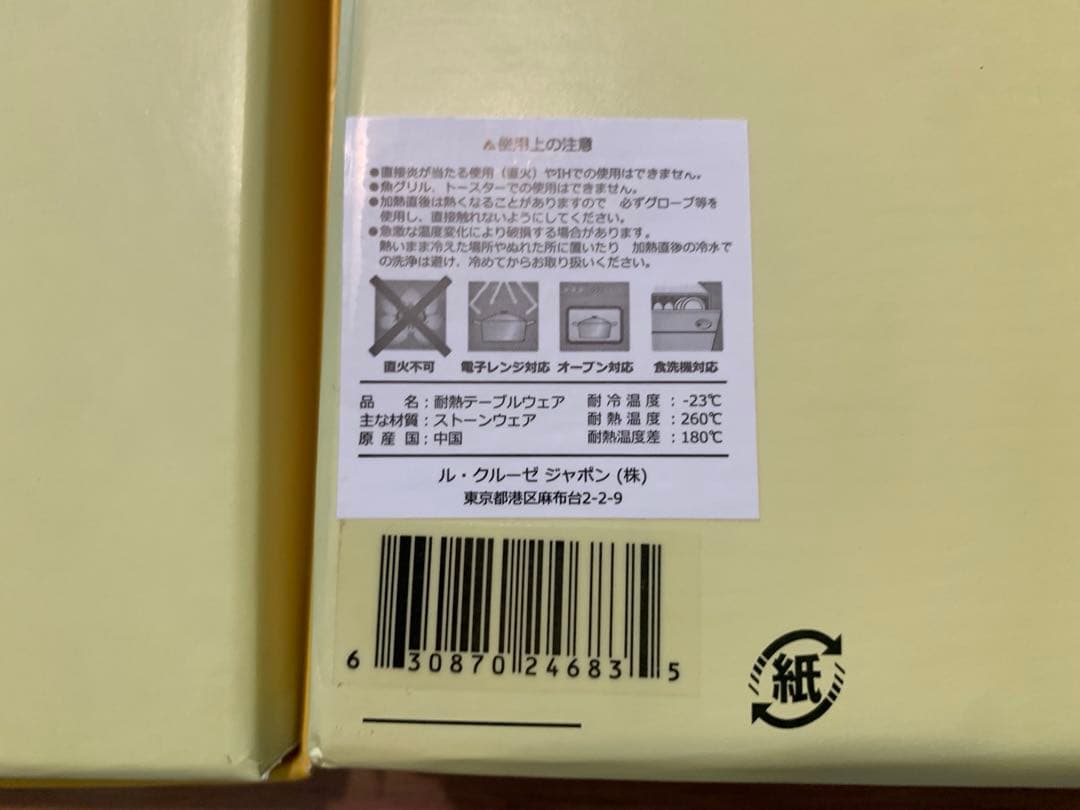 ⚠使用上の注意
●直接炎が当たる使用（直火）やIHでの使用はできません。
●魚グリル、トースターでの使用はできません。
●加熱直後は熱くなることがありますので 必ずグローブ等を
使用し、直接触れないようにしてください。
●急激な温度変化により破損する場合があります。
熱いまま冷えた場所やぬれた所に置いたり 加熱直後の冷水で
の洗浄は避け、冷めてからお取り扱いください。
直火不可 電子レンジ対応 オーブン対応 食洗機対応
品名：耐熱テーブルウェア 耐冷温度：-23℃
主な材質：ストーンウェア 耐熱温度：260℃
原産国：中国 耐熱温度差：180℃
ル・クルーゼ ジャポン (株)
東京都港区麻布台2-2-9
6 30870 24683 5
紙